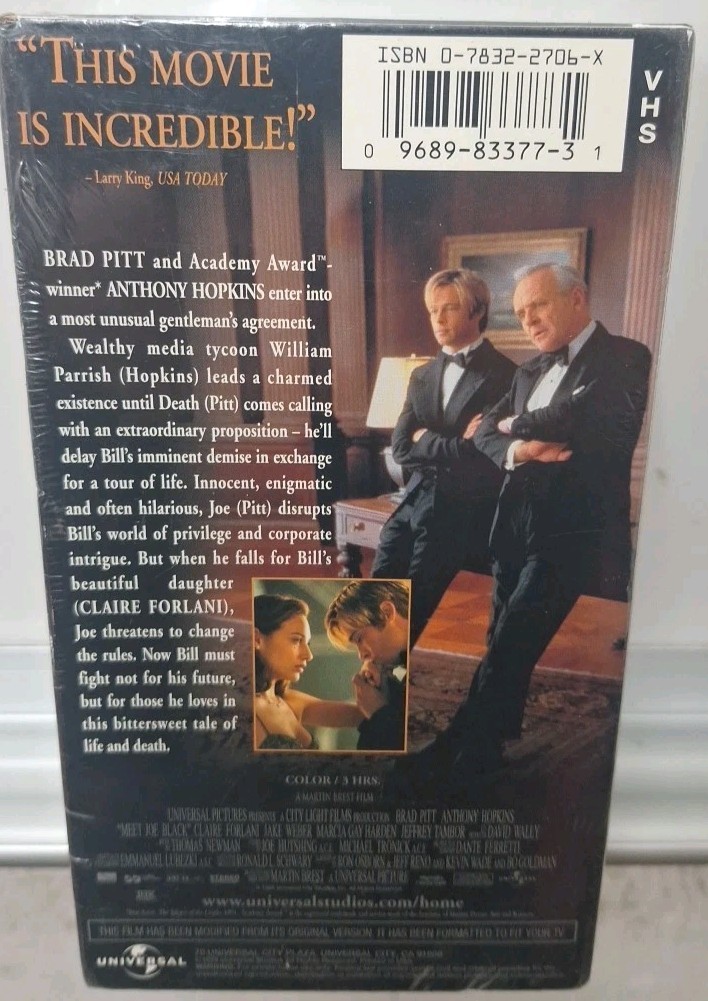 “THIS MOVIE
IS INCREDIBLE!”
– Larry King, USA TODAY
ISBN 0-7832-2706-X
0 9689-83377-3 1
VHS
BRAD PITT and Academy Award™-
winner* ANTHONY HOPKINS enter into
a most unusual gentleman's agreement.
Wealthy media tycoon William
Parrish (Hopkins) leads a charmed
existence until Death (Pitt) comes calling
with an extraordinary proposition – he'll
delay Bill's imminent demise in exchange
for a tour of life. Innocent, enigmatic
and often hilarious, Joe (Pitt) disrupts
Bill's world of privilege and corporate
intrigue. But when he falls for Bill's
beautiful daughter
(CLAIRE FORLANI),
Joe threatens to change
the rules. Now Bill must
fight not for his future,
but for those he loves in
this bittersweet tale of
life and death.
COLOR / 3 HRS.
A MARTIN BREST FILM
UNIVERSAL PICTURES PRESENTS A CITY LIGHT FILMS PRODUCTION BRAD PITT ANTHONY HOPKINS
"MEET JOE BLACK" CLAIRE FORLANI JAKE WEBER MARCIA GAY HARDEN JEFFREY TAMBOR DAVID WALLY
THOMAS NEWMAN JOE HUTSHING A.C.E. MICHAEL TRONICK A.C.E. DANTE FERRETTI
EMMANUEL LUBEZKI A.S.C. RONALD L. SCHWARY RON OSBORN & JEFF RENO AND KEVIN WADE AND BO GOLDMAN
MARTIN BREST A UNIVERSAL PICTURE
www.universalstudios.com/home
THIS FILM HAS BEEN MODIFIED FROM ITS ORIGINAL VERSION. IT HAS BEEN FORMATTED TO FIT YOUR TV.
UNIVERSAL
70 UNIVERSAL CITY PLAZA, UNIVERSAL CITY, CA 91608